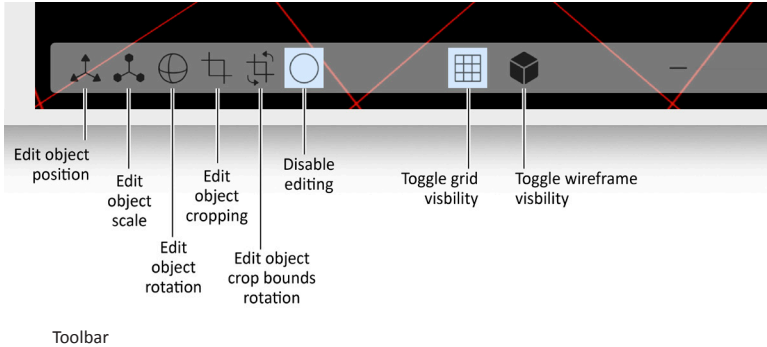 Edit object
position
Edit
object
scale
Edit
object
rotation
Edit
object
cropping
Edit object
crop bounds
rotation
Disable
editing
Toggle grid
visbility
Toggle wireframe
visbility
Toolbar